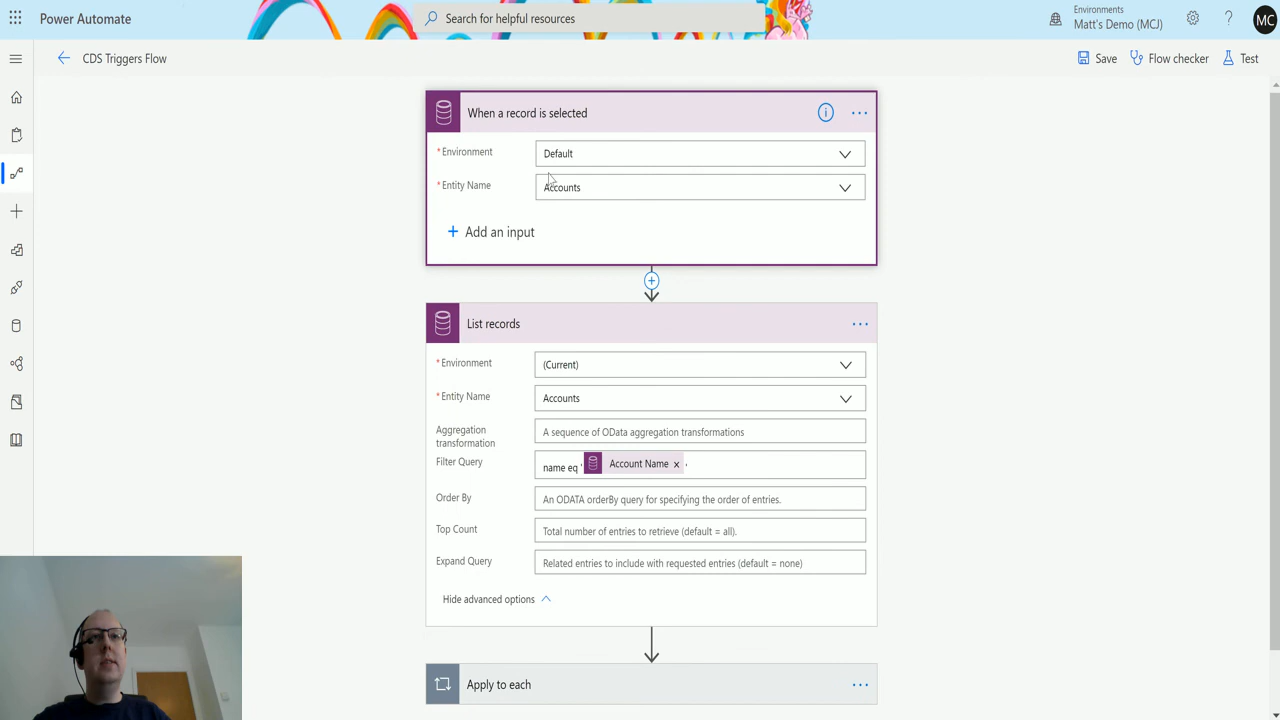 Power Automate
Search for helpful resources
Environments
Matt's Demo (MCJ)
?
MC
CDS Triggers Flow
Save
Flow checker
Test
When a record is selected
* Environment
Default
* Entity Name
Accounts
+ Add an input
List records
* Environment
(Current)
* Entity Name
Accounts
Aggregation
transformation
A sequence of OData aggregation transformations
Filter Query
name eq ' Account Name × '
Order By
An ODATA orderBy query for specifying the order of entries.
Top Count
Total number of entries to retrieve (default = all).
Expand Query
Related entries to include with requested entries (default = none)
Hide advanced options
Apply to each